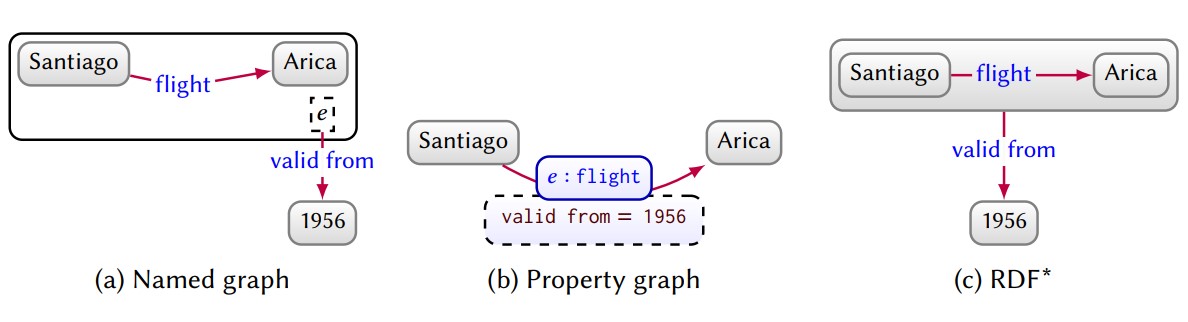 Santiago
flight
Arica
e
valid from
1956
(a) Named graph
Santiago
Arica
e : flight
valid from = 1956
(b) Property graph
Santiago
flight
Arica
valid from
1956
(c) RDF*